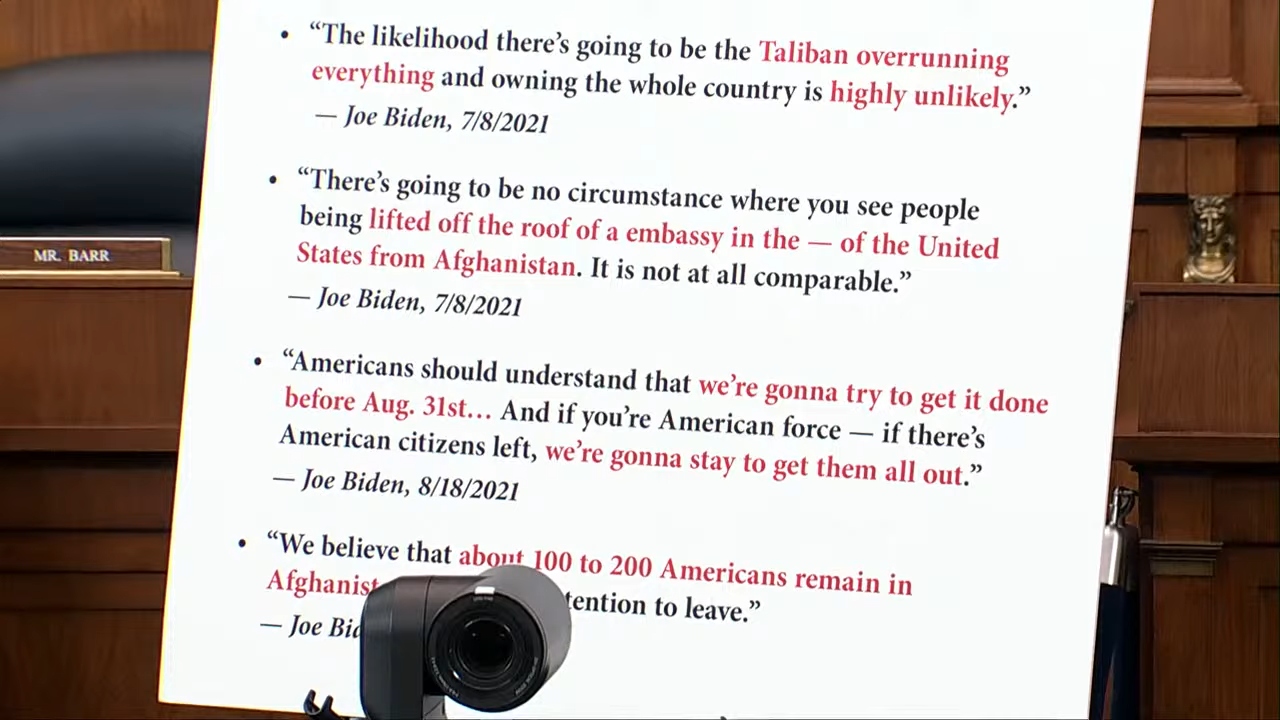 • “The likelihood there’s going to be the Taliban overrunning
everything and owning the whole country is highly unlikely.”
— Joe Biden, 7/8/2021
• “There’s going to be no circumstance where you see people
being lifted off the roof of a embassy in the — of the United
States from Afghanistan. It is not at all comparable.”
— Joe Biden, 7/8/2021
MR. BARR
• “Americans should understand that we’re gonna try to get it done
before Aug. 31st… And if you’re American force — if there’s
American citizens left, we’re gonna stay to get them all out.”
— Joe Biden, 8/18/2021
• “We believe that about 100 to 200 Americans remain in
to leave.”
— Joe